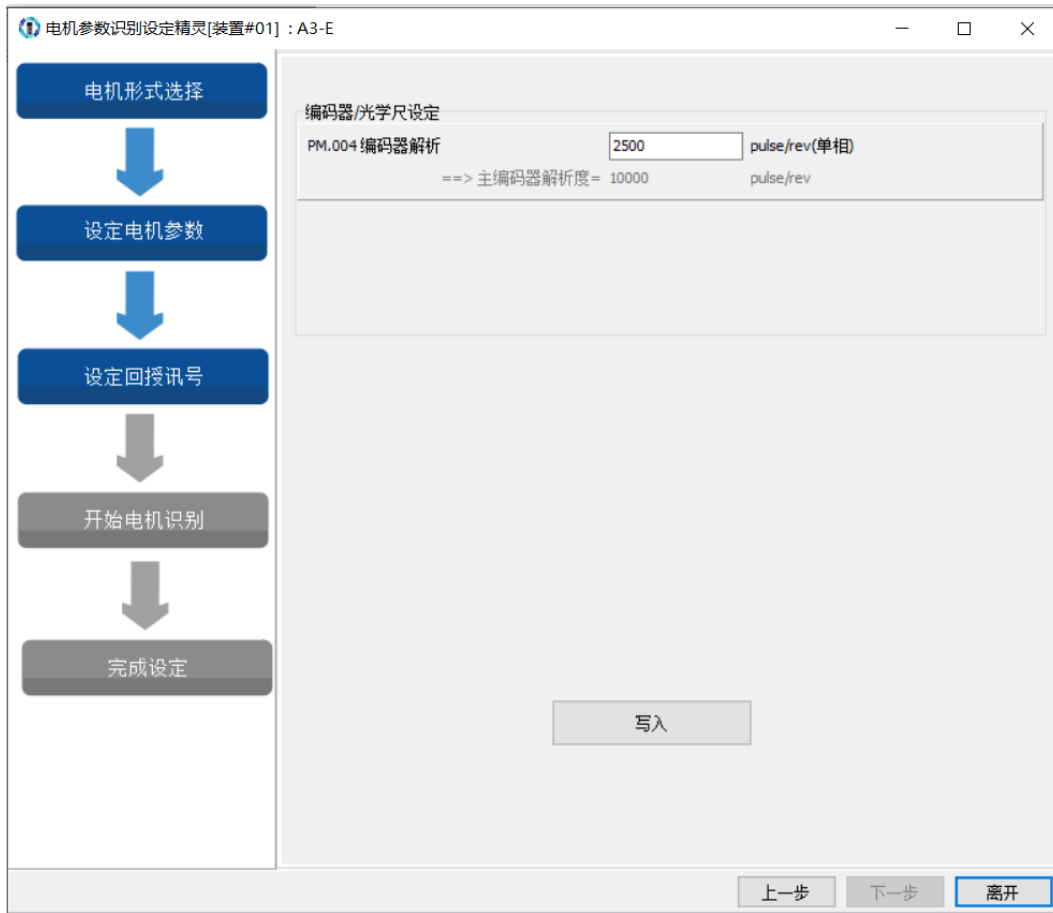 电机参数识别设定精灵[装置#01] : A3-E
电机形式选择
设定电机参数
设定回授讯号
开始电机识别
完成设定
编码器/光学尺设定
PM.004 编码器解析 2500 pulse/rev(单相)
==> 主编码器解析度= 10000 pulse/rev
写入
上一步 下一步 离开